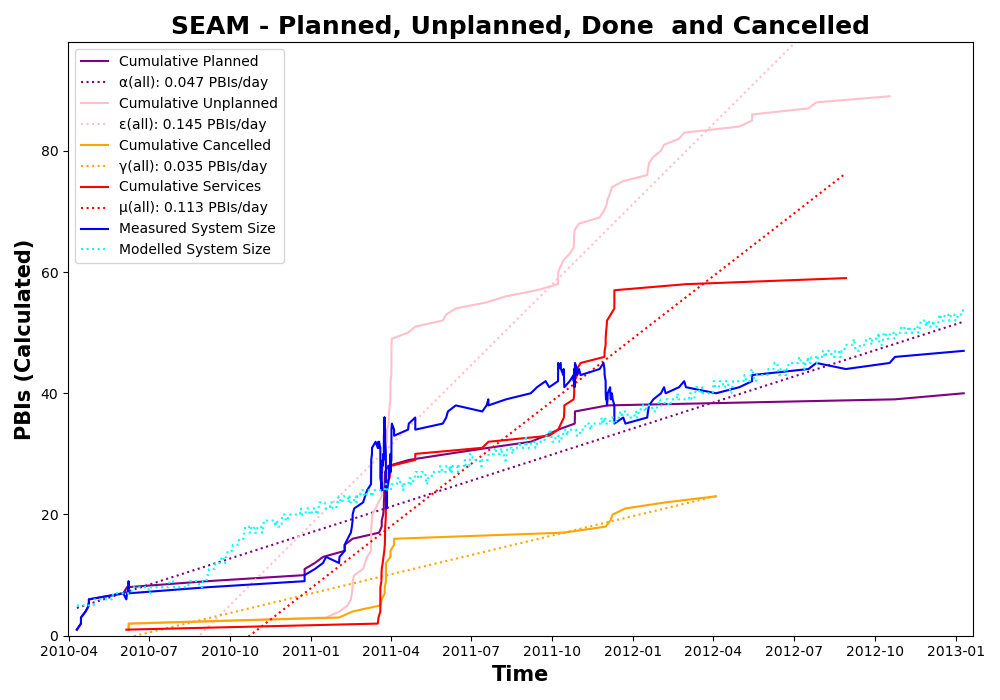 SEAM - Planned, Unplanned, Done  and Cancelled
PBIs (Calculated)
80
60
40
20
0
Cumulative Planned
α(all): 0.047 PBIs/day
Cumulative Unplanned
ε(all): 0.145 PBIs/day
Cumulative Cancelled
γ(all): 0.035 PBIs/day
Cumulative Services
μ(all): 0.113 PBIs/day
Measured System Size
Modelled System Size
2010-04 2010-07 2010-10 2011-01 2011-04 2011-07 2011-10 2012-01 2012-04 2012-07 2012-10 2013-01
Time